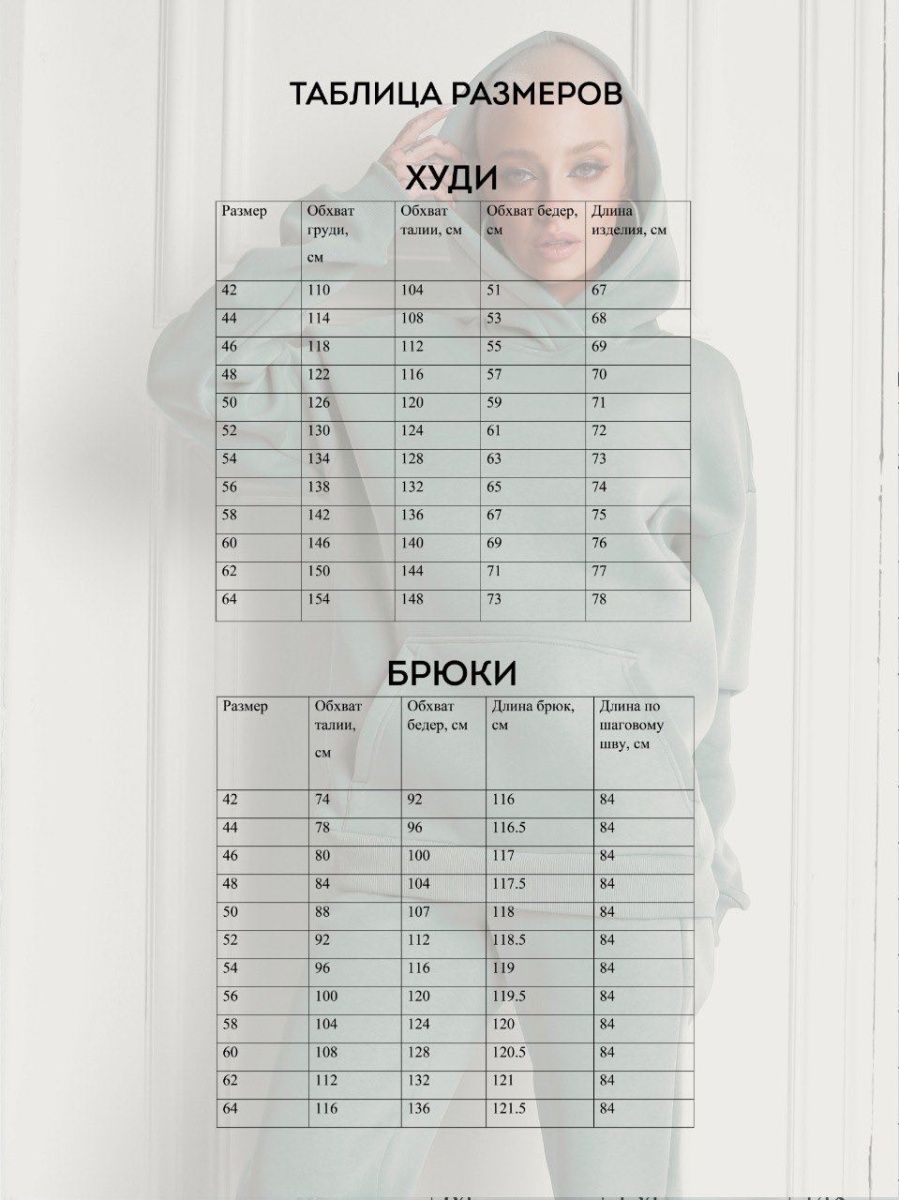 ТАБЛИЦА РАЗМЕРОВ
ХУДИ
Размер Обхват груди, см Обхват талии, см Обхват бедер, см Длина изделия, см
42 110 104 51 67
44 114 108 53 68
46 118 112 55 69
48 122 116 57 70
50 126 120 59 71
52 130 124 61 72
54 134 128 63 73
56 138 132 65 74
58 142 136 67 75
60 146 140 69 76
62 150 144 71 77
64 154 148 73 78
БРЮКИ
Размер Обхват талии, см Обхват бедер, см Длина брюк, см Длина по шаговому шву, см
42 74 92 116 84
44 78 96 116.5 84
46 80 100 117 84
48 84 104 117.5 84
50 88 107 118 84
52 92 112 118.5 84
54 96 116 119 84
56 100 120 119.5 84
58 104 124 120 84
60 108 128 120.5 84
62 112 132 121 84
64 116 136 121.5 84